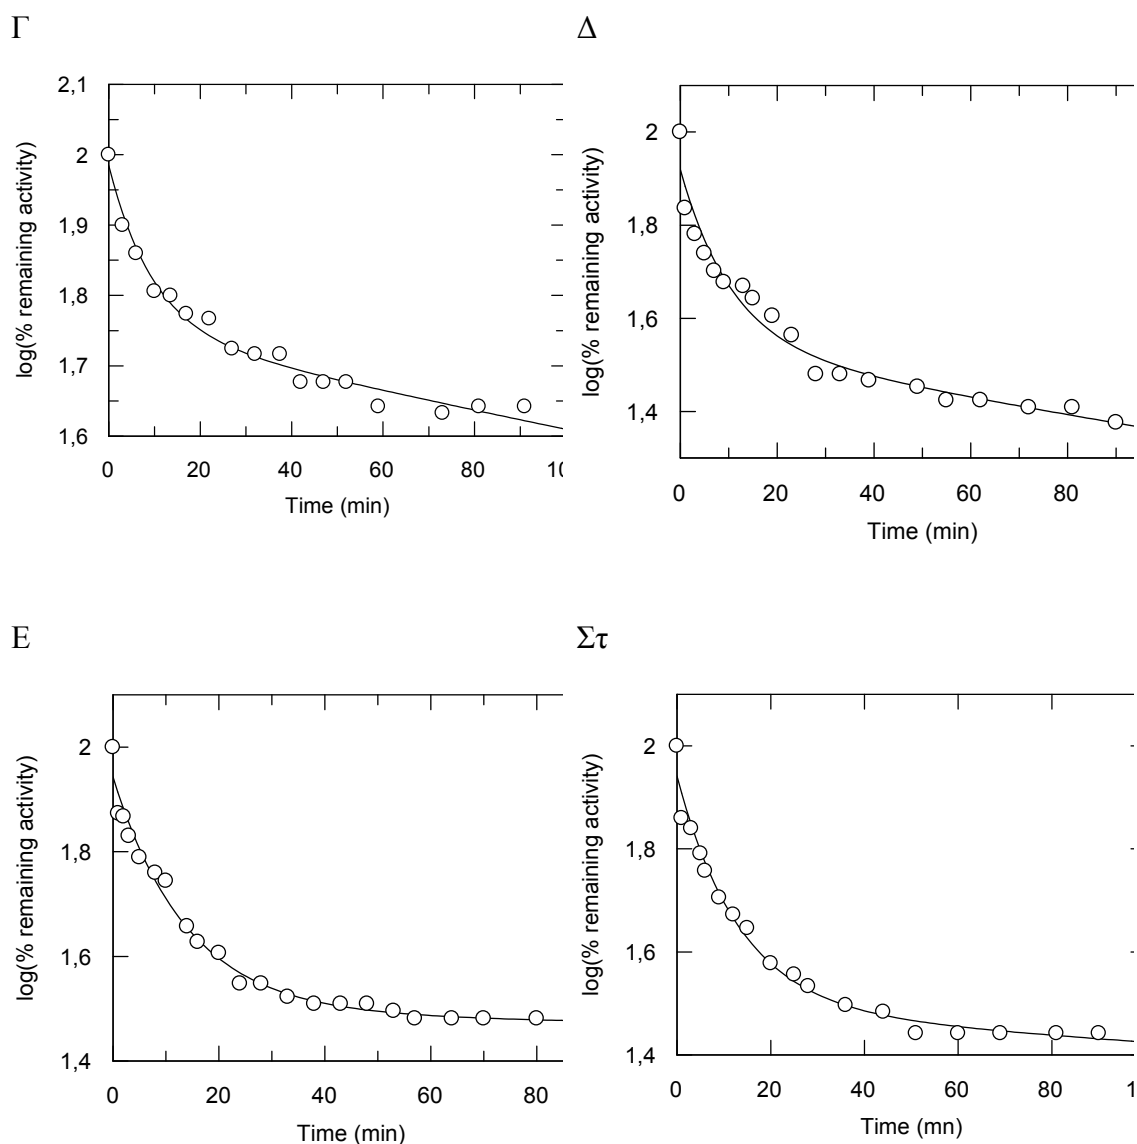 Γ
2,1
2
1,9
1,8
1,7
1,6
log(% remaining activity)
0 20 40 60 80 10
Time (min)
Δ
2
1,8
1,6
1,4
log(% remaining activity)
0 20 40 60 80
Time (min)
Ε
2
1,8
1,6
1,4
log(% remaining activity)
0 20 40 60 80
Time (min)
Στ
2
1,8
1,6
1,4
log(% remaining activity)
0 20 40 60 80 1
Time (mn)